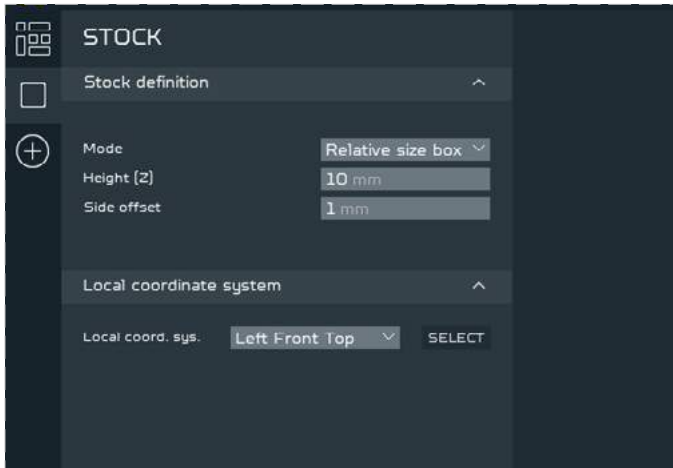 STOCK
Stock definition
Mode Relative size box
Height (Z) 10 mm
Side offset 1 mm
Local coordinate system
Local coord. sys. Left Front Top SELECT